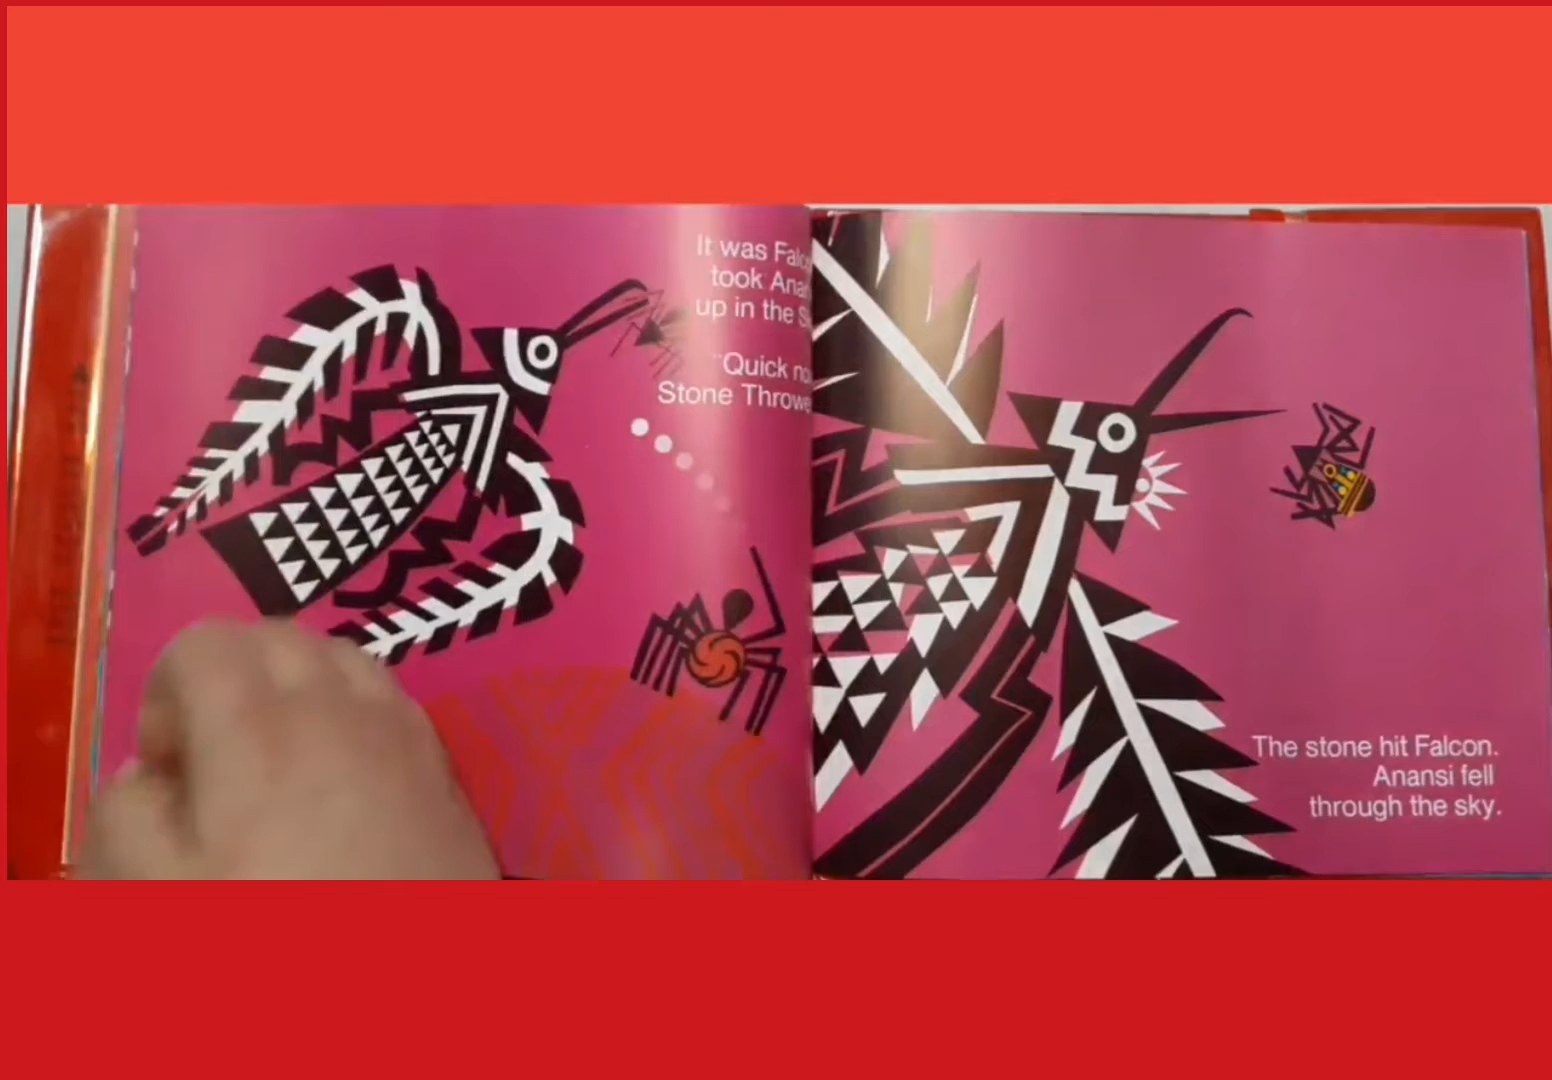 It was Falc
took Ana
up in the S
Quick no
Stone Throwe
The stone hit Falcon.
Anansi fell
through the sky.